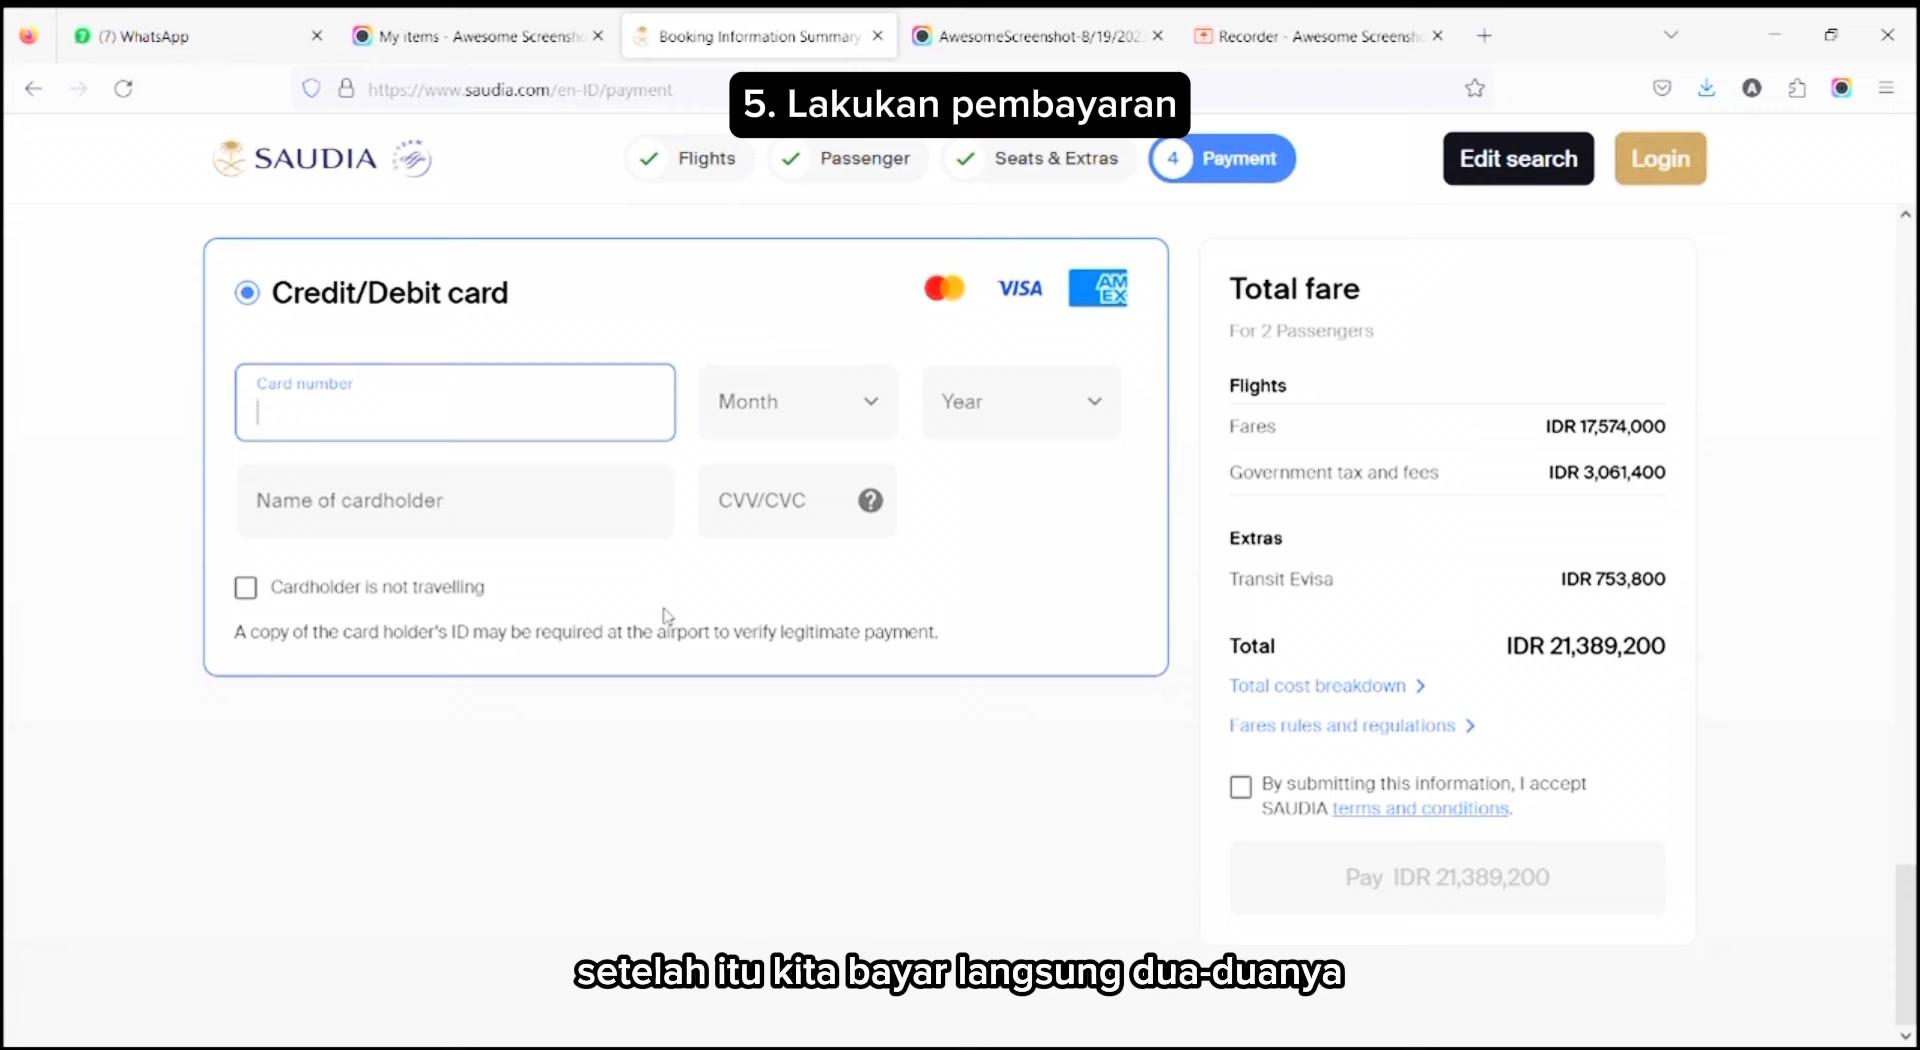 (7) WhatsApp
My items - Awesome Screensho
Booking Information Summary
AwesomeScreenshot-8/19/202
Recorder - Awesome Screensho
https://www.saudia.com/en-ID/payment
5. Lakukan pembayaran
SAUDIA
Flights
Passenger
Seats & Extras
4 Payment
Edit search
Login
Credit/Debit card
VISA
AM
EX
Card number
Month
Year
Name of cardholder
CVV/CVC
?
Cardholder is not travelling
A copy of the card holder's ID may be required at the airport to verify legitimate payment.
Total fare
For 2 Passengers
Flights
Fares IDR 17,574,000
Government tax and fees IDR 3,061,400
Extras
Transit Evisa IDR 753,800
Total IDR 21,389,200
Total cost breakdown
Fares rules and regulations
By submitting this information, I accept
SAUDIA terms and conditions.
Pay IDR 21,389,200
setelah itu kita bayar langsung dua-duanya